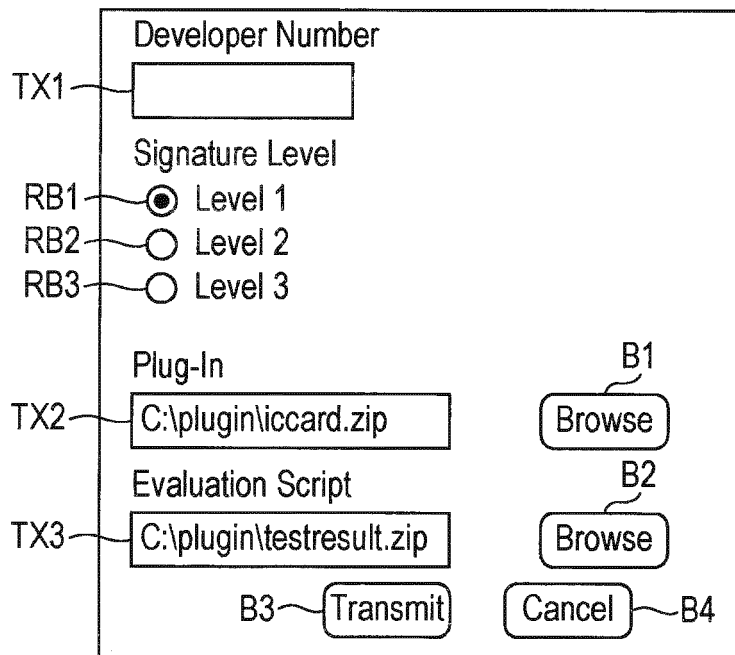 Developer Number
TX1
Signature Level
RB1 Level 1
RB2 Level 2
RB3 Level 3
Plug-In B1
TX2 C:\plugin\iccard.zip Browse
Evaluation Script B2
TX3 C:\plugin\testresult.zip Browse
B3 Transmit Cancel B4